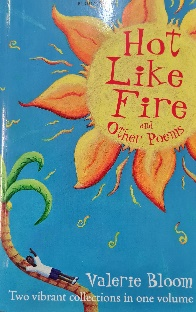 Hot
Like
Fire
and
Other Poems
Valerie Bloom
Two vibrant collections in one volume